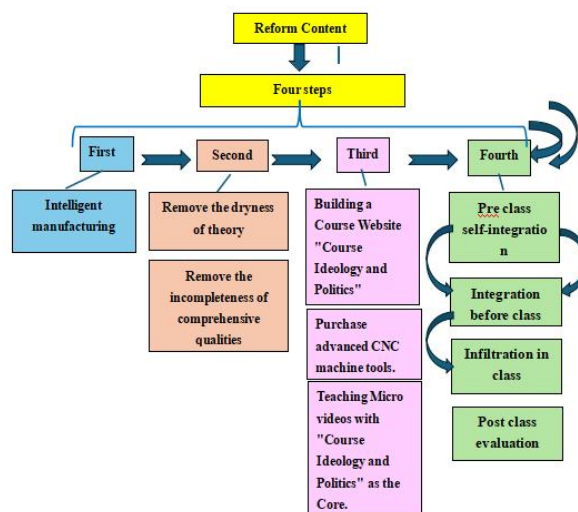 Reform Content
Four steps
First
Second
Third
Fourth
Intelligent
manufacturing
Remove the dryness
of theory
Remove the
incompleteness of
comprehensive
qualities
Building a
Course Website
"Course
Ideology and
Politics"
Purchase
advanced CNC
machine tools.
Teaching Micro
videos with
"Course
Ideology and
Politics" as the
Core.
Pre class
self-integratio
n
Integration
before class
Infiltration in
class
Post class
evaluation